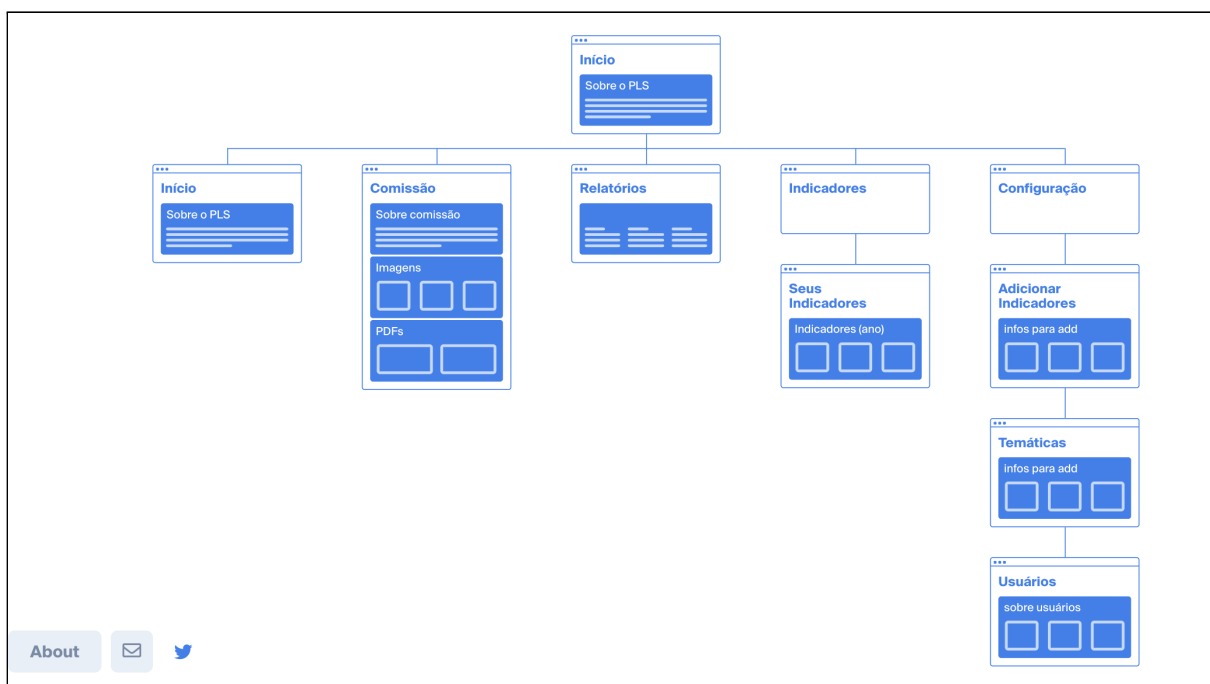 Início
Sobre o PLS
Início
Sobre o PLS
Comissão
Sobre comissão
Imagens
PDFs
Relatórios
Indicadores
Seus
Indicadores
Indicadores (ano)
Configuração
Adicionar
Indicadores
infos para add
Temáticas
infos para add
Usuários
sobre usuários
About